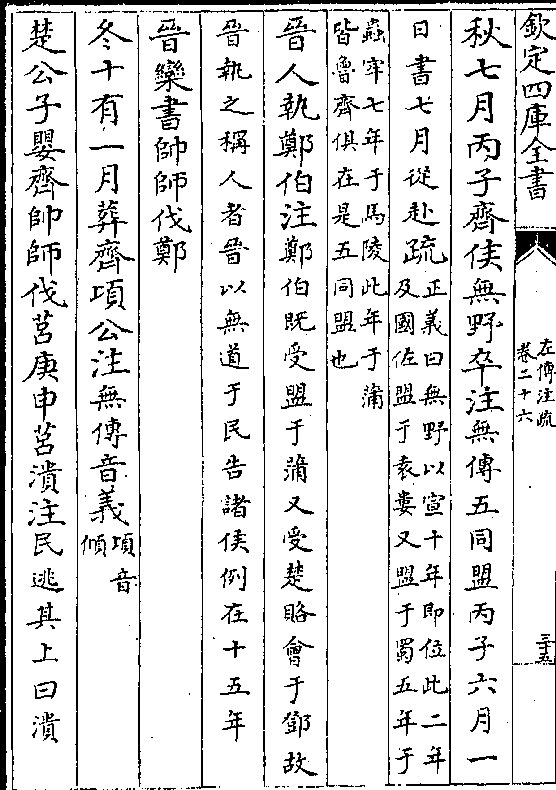 欽定四庫全書
左傳注疏
卷二十六
三十五
秋七月丙子齊侯無野卒注無傳五同盟丙子六月一
日書七月從赴疏正義曰無野以宣十年即位此二年
及國佐盟于袁婁又盟于蜀五年于
蟲牢七年于馬陵此年于蒲
皆魯齊俱在是五同盟也
晉人執鄭伯注鄭伯既受盟于蒲又受楚賂會于鄧故
晉執之稱人者晉以無道于民告諸侯例在十五年
晉欒書帥師伐鄭
冬十有一月葬齊頃公注無傳音義頃音
傾
楚公子嬰齊帥師伐莒庚申莒潰注民逃其上曰潰